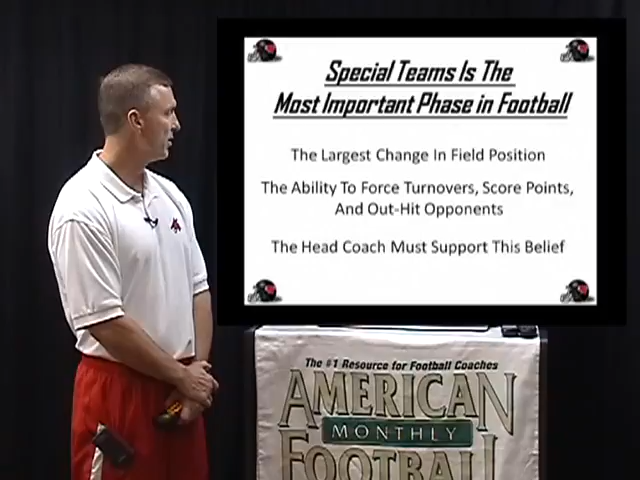 Special Teams Is The
Most Important Phase in Football
The Largest Change In Field Position
The Ability To Force Turnovers, Score Points,
And Out-Hit Opponents
The Head Coach Must Support This Belief
The #1 Resource for Football Coaches
AMERICAN
MONTHLY
FOOTBALL